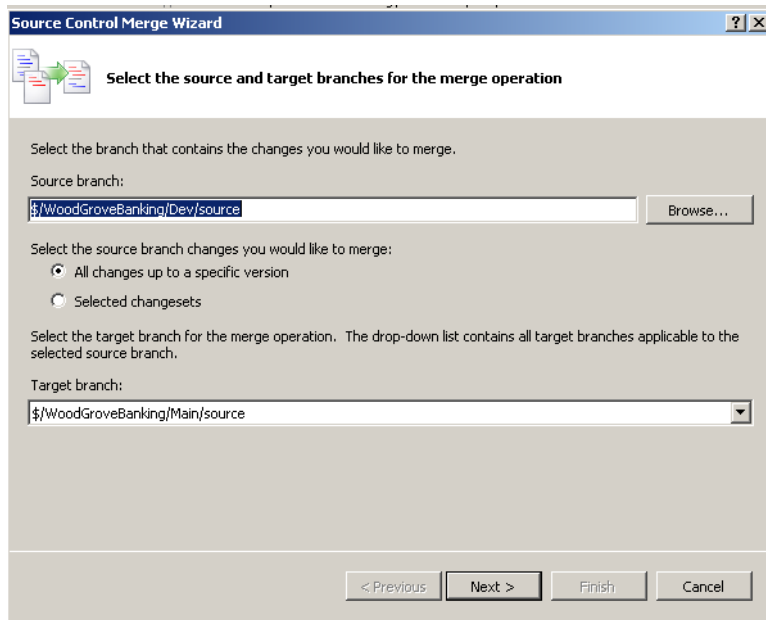 Source Control Merge Wizard
Select the source and target branches for the merge operation
Select the branch that contains the changes you would like to merge.
Source branch:
$/WoodGroveBanking/Dev/source
Browse...
Select the source branch changes you would like to merge:
All changes up to a specific version
Selected changesets
Select the target branch for the merge operation. The drop-down list contains all target branches applicable to the
selected source branch.
Target branch:
$/WoodGroveBanking/Main/source
< Previous
Next >
Finish
Cancel